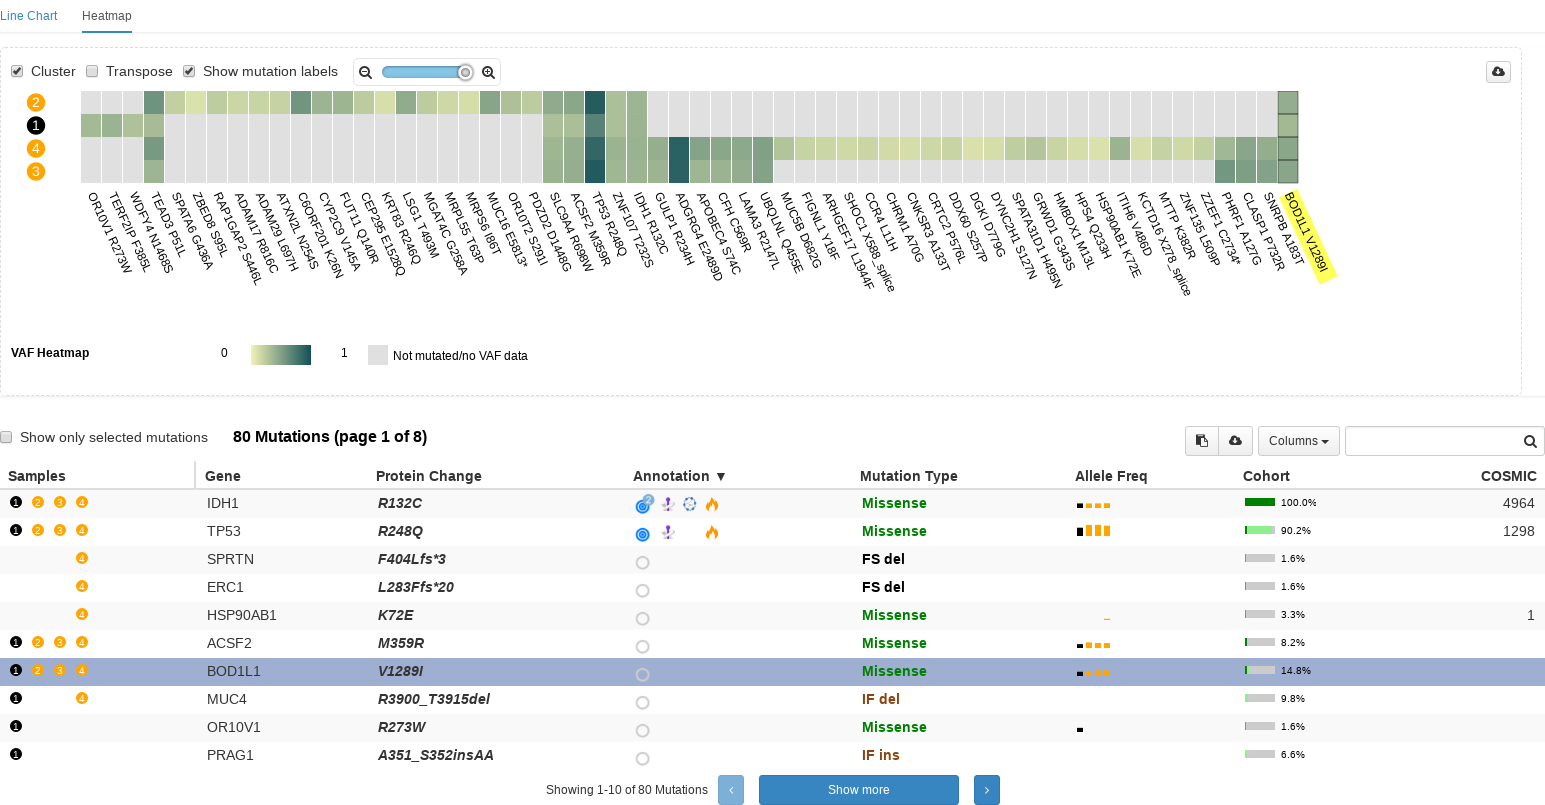 Line Chart Heatmap
Cluster Transpose Show mutation labels
2
1
4
3
OR10V1 R273W
TERF2IP F385L
WDFY4 N1468S
TEAD3 P51L
SPATA6 G436A
ZBED8 S95L
RAP1GAP2 S446L
ADAM17 R816C
ADAM29 L697H
ATXN2L N254S
C6ORF201 K26N
CYP2C9 V145A
FUT11 Q140R
CEP295 E1528Q
KRT83 R246Q
LSG1 T493M
MGAT4C G258A
MRPL55 T63P
MRPS6 I86T
MUC16 E5813*
OR10T2 S291I
PDZD2 D1448G
SLC9A4 R698W
ACSF2 M359R
TP53 R248Q
ZNF107 T232S
IDH1 R132C
GULP1 R234H
ADGRG4 E2489D
APOBEC4 S74C
CFH C569R
LAMA3 R2147L
UBQLNL Q455E
MUC5B D682G
FIGNL1 Y18F
ARHGEF17 L1944F
SHOC1 X588_splice
CCR4 L11H
CHRM1 A70G
CNKSR3 A133T
CRTC2 P576L
DDX60 S257P
DGKI D779G
DYNC2H1 S127N
SPATA31D1 H495N
GRWD1 G343S
HMBOX1 M13L
HPS4 Q233H
HSP90AB1 K72E
ITIH6 V486D
KCTD16 X278_splice
MTTP K382R
ZNF135 L509P
ZZEF1 C2734*
PHRF1 A127G
CLASP1 P732R
SNRPB A183T
BOD1L1 V1289I
VAF Heatmap 0 1 Not mutated/no VAF data
Show only selected mutations 80 Mutations (page 1 of 8) Columns
Samples Gene Protein Change Annotation ▼ Mutation Type Allele Freq Cohort COSMIC
1 2 3 4 IDH1 R132C 2 Missense 100.0% 4964
1 2 3 4 TP53 R248Q Missense 90.2% 1298
4 SPRTN F404Lfs*3 FS del 1.6%
4 ERC1 L283Ffs*20 FS del 1.6%
4 HSP90AB1 K72E Missense 3.3% 1
1 2 3 4 ACSF2 M359R Missense 8.2%
1 2 3 4 BOD1L1 V1289I Missense 14.8%
1 4 MUC4 R3900_T3915del IF del 9.8%
1 OR10V1 R273W Missense 1.6%
1 PRAG1 A351_S352insAA IF ins 6.6%
Showing 1-10 of 80 Mutations ‹ Show more ›